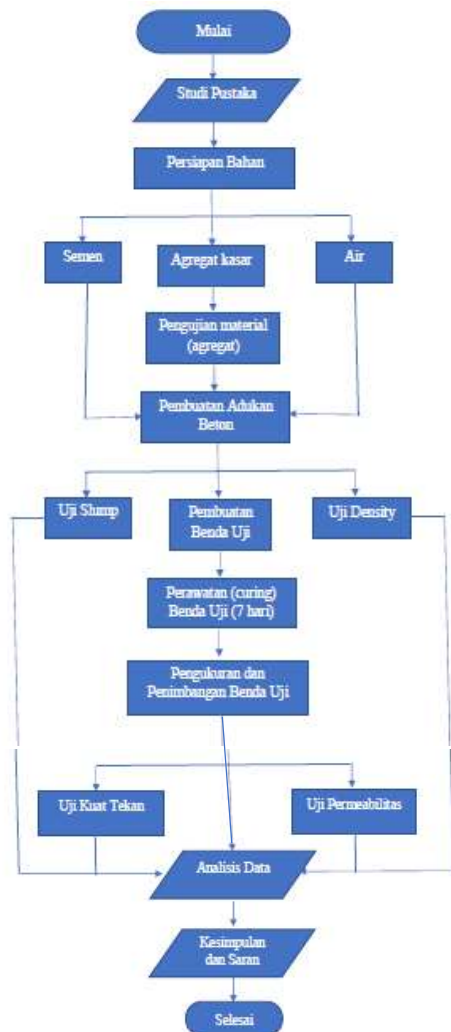 Mulai
Studi Pustaka
Persiapan Bahan
Semen
Agregat kasar
Air
Pengujian material
(agregat)
Pembuatan Adukan
Beton
Uji Slump
Pembuatan
Benda Uji
Uji Density
Perawatan (curing)
Benda Uji (7 hari)
Pengukuran dan
Penimbangan Benda Uji
Uji Kuat Tekan
Uji Permeabilitas
Analisis Data
Kesimpulan
dan Saran
Selesai